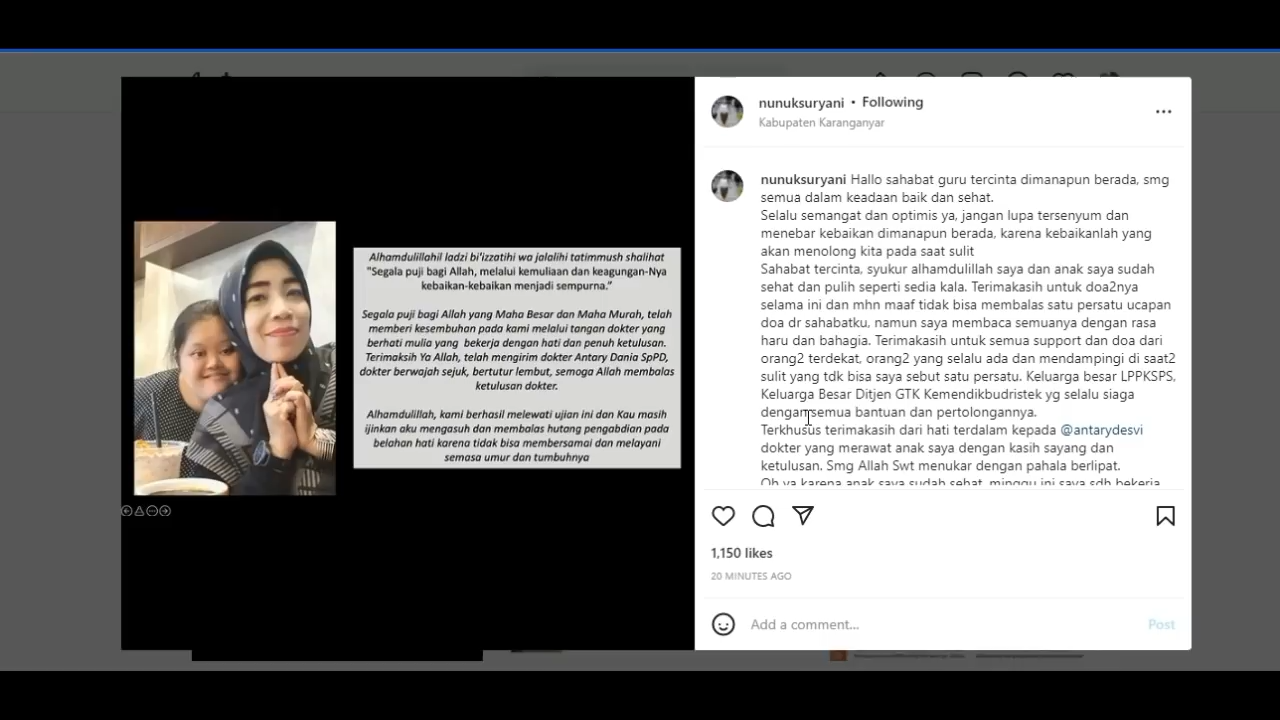 Alhamdulillahil ladzi bi'izzatihi wa jalalihi tatimmush shalihat
"Segala puji bagi Allah, melalui kemuliaan dan keagungan-Nya
kebaikan-kebaikan menjadi sempurna."
Segala puji bagi Allah yang Maha Besar dan Maha Murah, telah
memberi kesembuhan pada kami melalui tangan dokter yang
berhati mulia yang bekerja dengan hati dan penuh ketulusan.
Terimaksih Ya Allah, telah mengirim dokter Antary Dania SpPD,
dokter berwajah sejuk, bertutur lembut, semoga Allah membalas
ketulusan dokter.
Alhamdulillah, kami berhasil melewati ujian ini dan Kau masih
ijinkan aku mengasuh dan membalas hutang pengabdian pada
belahan hati karena tidak bisa membersamai dan melayani
semasa umur dan tumbuhnya
nunuksuryani • Following
Kabupaten Karanganyar
nunuksuryani Hallo sahabat guru tercinta dimanapun berada, smg
semua dalam keadaan baik dan sehat.
Selalu semangat dan optimis ya, jangan lupa tersenyum dan
menebar kebaikan dimanapun berada, karena kebaikanlah yang
akan menolong kita pada saat sulit
Sahabat tercinta, syukur alhamdulillah saya dan anak saya sudah
sehat dan pulih seperti sedia kala. Terimakasih untuk doa2nya
selama ini dan mhn maaf tidak bisa membalas satu persatu ucapan
doa dr sahabatku, namun saya membaca semuanya dengan rasa
haru dan bahagia. Terimakasih untuk semua support dan doa dari
orang2 terdekat, orang2 yang selalu ada dan mendampingi di saat2
sulit yang tdk bisa saya sebut satu persatu. Keluarga besar LPPKSPS,
Keluarga Besar Ditjen GTK Kemendikbudristek yg selalu siaga
dengan semua bantuan dan pertolongannya.
Terkhusus terimakasih dari hati terdalam kepada @antarydesvi
dokter yang merawat anak saya dengan kasih sayang dan
ketulusan. Smg Allah Swt menukar dengan pahala berlipat.
Oh ya karena anak saya sudah sehat, minggu ini saya sdh bekerja
1,150 likes
20 MINUTES AGO
Add a comment...
Post